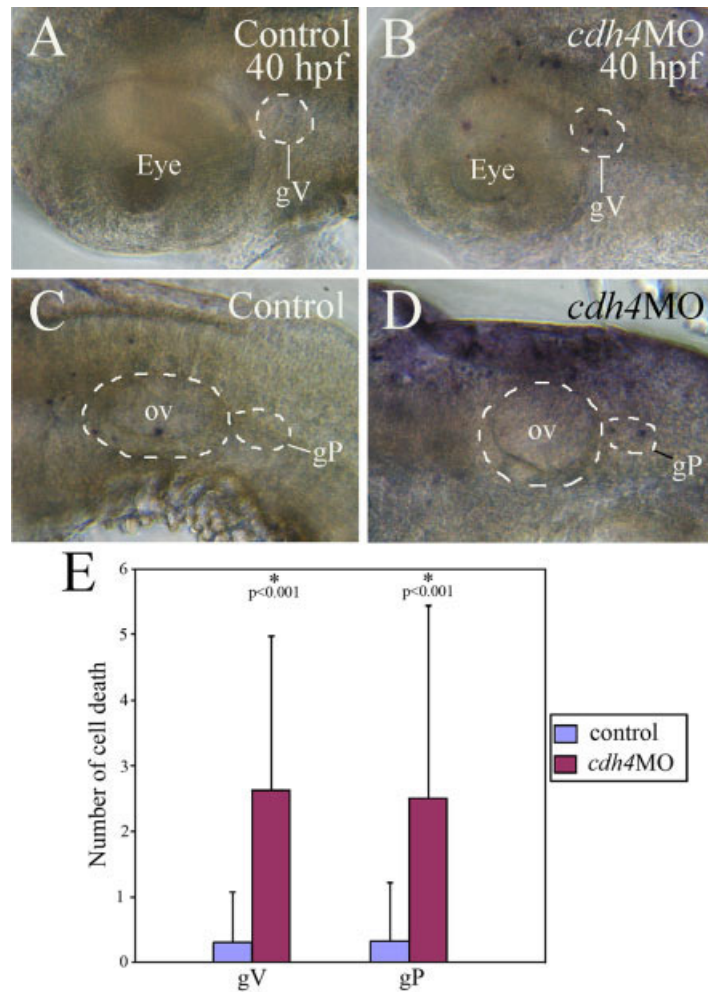 A
Control
40 hpf
Eye
gV
B
cdh4MO
40 hpf
Eye
gV
C
Control
ov
gP
D
cdh4MO
ov
gP
E
6
5
4
3
2
1
0
Number of cell death
*
p<0.001
*
p<0.001
gV
gP
control
cdh4MO